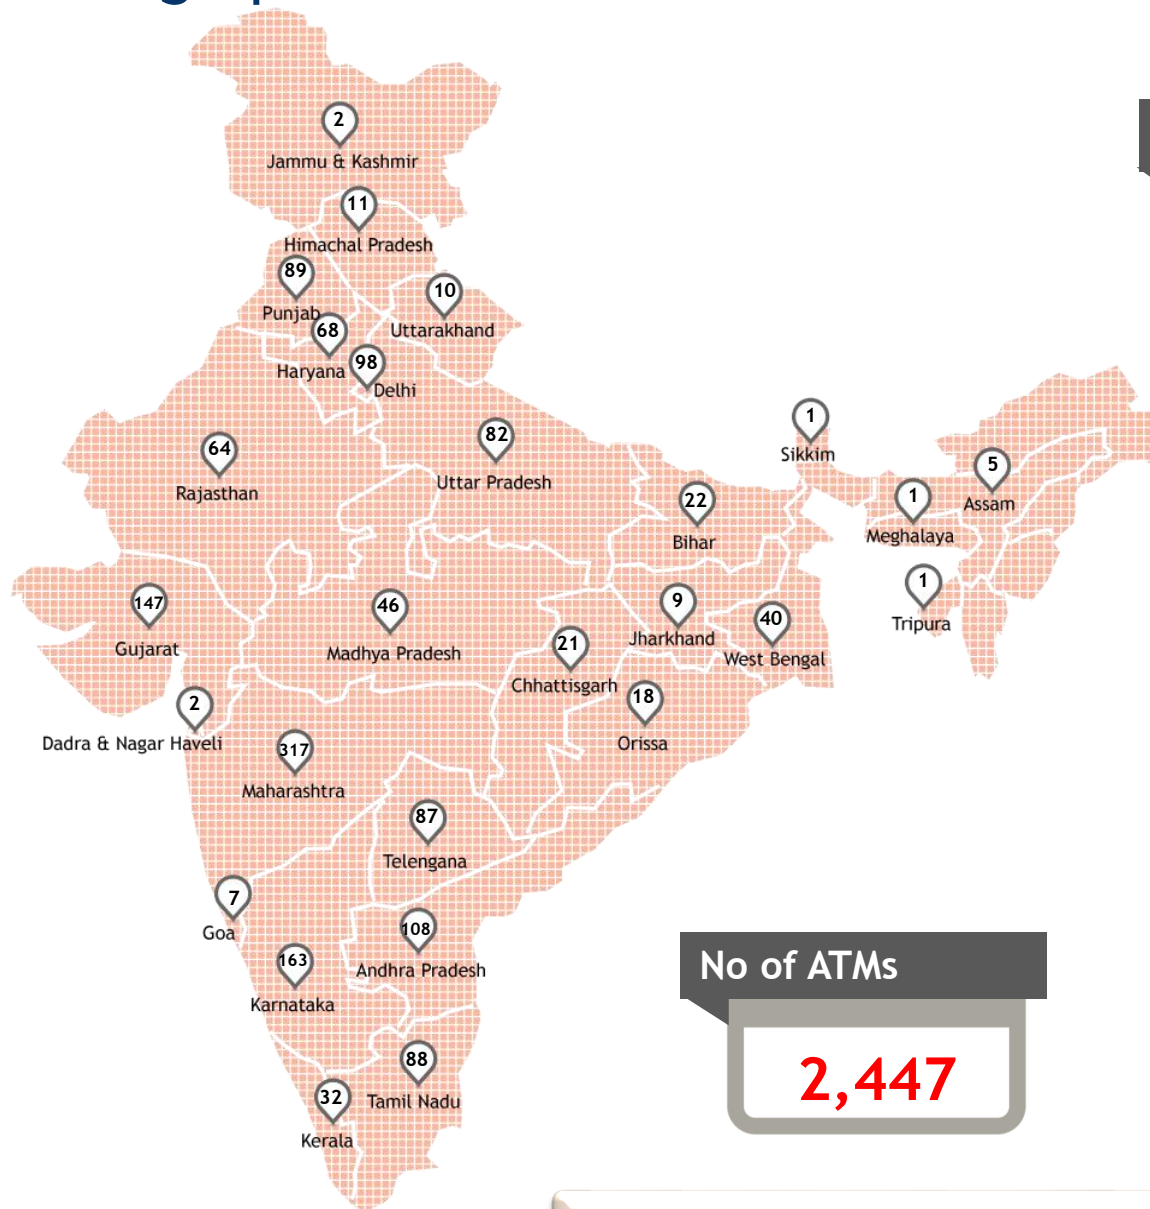 2
Jammu & Kashmir
11
Himachal Pradesh
89
Punjab
10
Uttarakhand
68
Haryana
98
Delhi
64
Rajasthan
82
Uttar Pradesh
1
Sikkim
5
Assam
22
Bihar
1
Meghalaya
1
Tripura
147
Gujarat
46
Madhya Pradesh
9
Jharkhand
40
West Bengal
21
Chhattisgarh
18
Orissa
2
Dadra & Nagar Haveli
317
Maharashtra
87
Telengana
7
Goa
108
Andhra Pradesh
163
Karnataka
88
Tamil Nadu
32
Kerala
No of ATMs
2,447